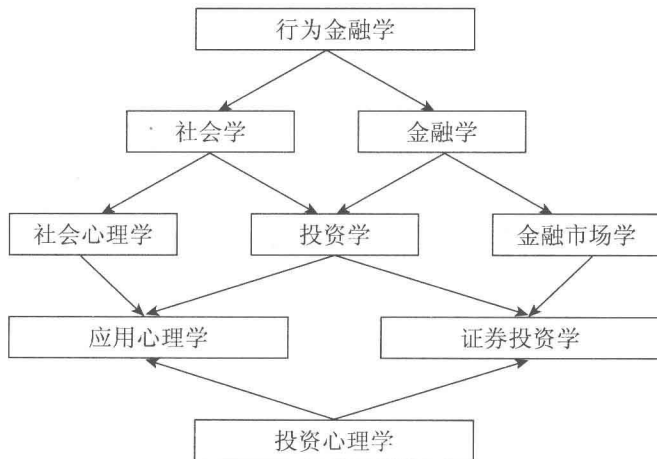 行为金融学
社会学
金融学
社会心理学
投资学
金融市场学
应用心理学
证券投资学
投资心理学